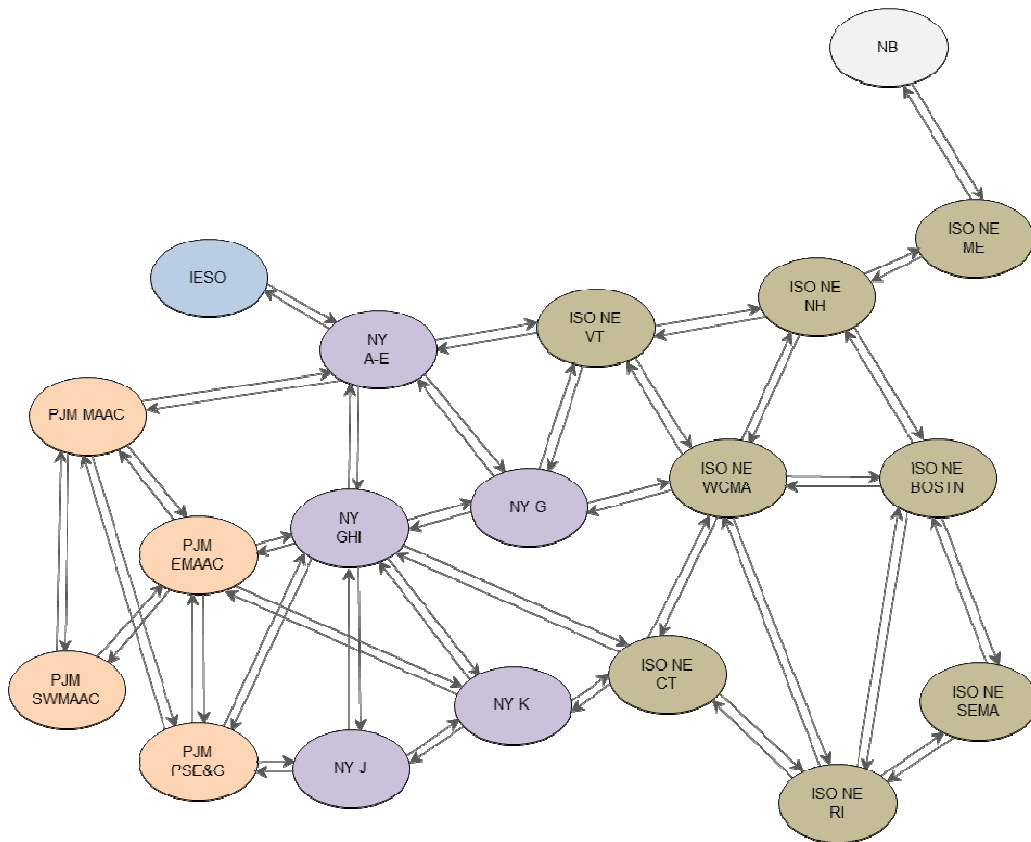 NB
ISO NE
ME
IESO
ISO NE
NH
NY
A-E
ISO NE
VT
PJM MAAC
ISO NE
WCMA
ISO NE
BOSTN
NY
GHI
NY G
PJM
EMAAC
ISO NE
CT
PJM
SWMAAC
NY K
ISO NE
SEMA
PJM
PSE&G
NY J
ISO NE
RI